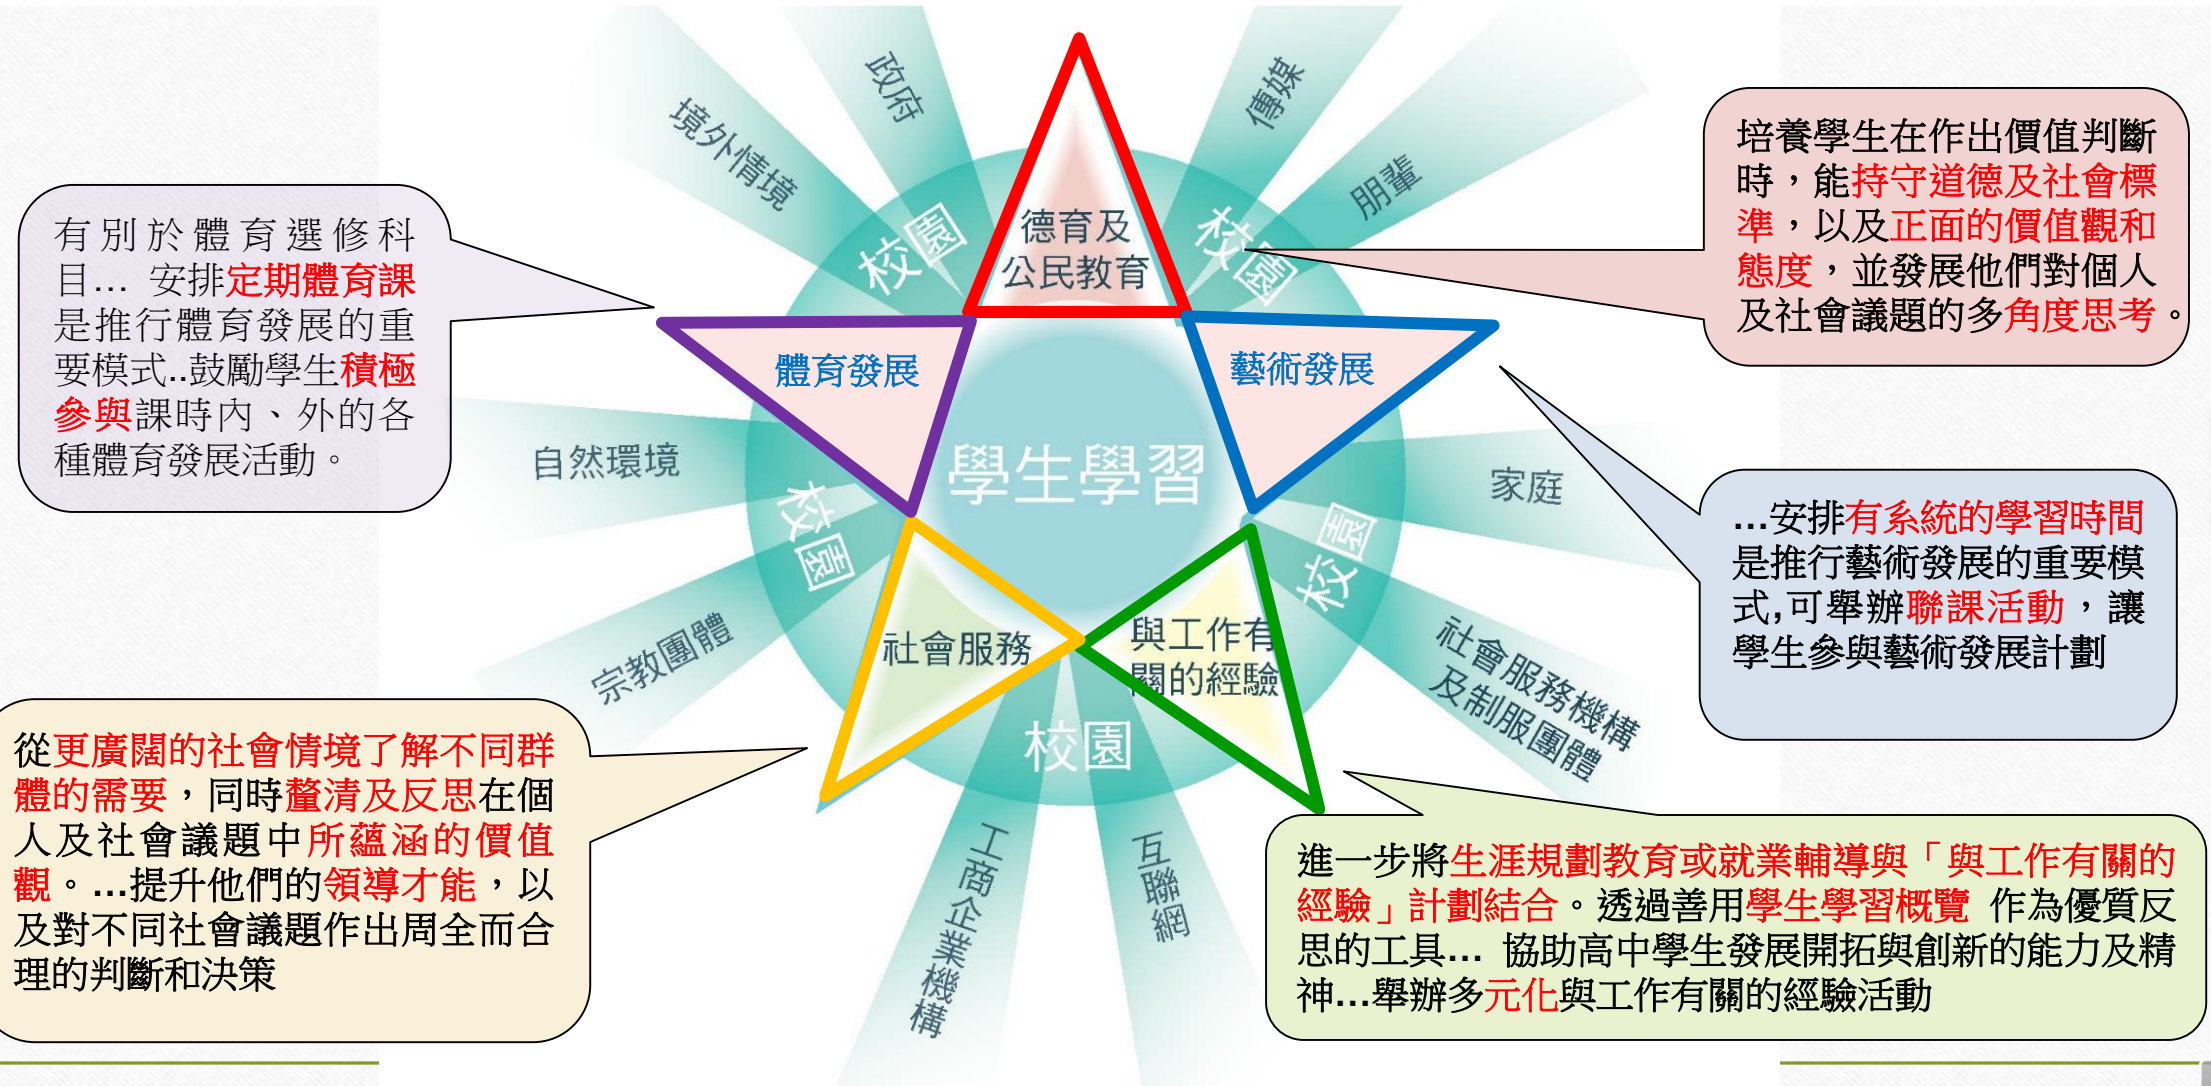 政府
傳媒
境外情境
朋輩
校園
校園
德育及
公民教育
培養學生在作出價值判斷
時，能持守道德及社會標
準，以及正面的價值觀和
態度，並發展他們對個人
及社會議題的多角度思考。
有別於體育選修科
目... 安排定期體育課
是推行體育發展的重
要模式..鼓勵學生積極
參與課時內、外的各
種體育發展活動。
體育發展
藝術發展
學生學習
自然環境
家庭
校園
校園
...安排有系統的學習時間
是推行藝術發展的重要模
式,可舉辦聯課活動，讓
學生參與藝術發展計劃
宗教團體
社會服務
與工作有
關的經驗
社會服務機構
及制服團體
校園
從更廣闊的社會情境了解不同群
體的需要，同時釐清及反思在個
人及社會議題中所蘊涵的價值
觀。...提升他們的領導才能，以
及對不同社會議題作出周全而合
理的判斷和決策
工商企業機構
互聯網
進一步將生涯規劃教育或就業輔導與「與工作有關的
經驗」計劃結合。透過善用學生學習概覽 作為優質反
思的工具... 協助高中學生發展開拓與創新的能力及精
神...舉辦多元化與工作有關的經驗活動